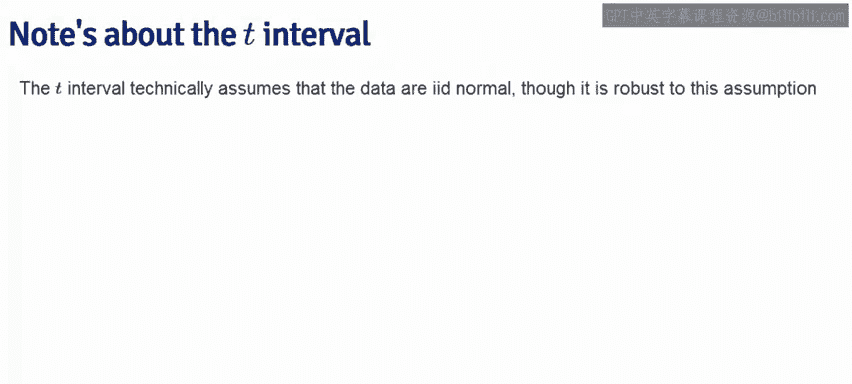 GPT中英字幕课程资源@bilibili.com
Note's about the t interval
The t interval technically assumes that the data are iid normal, though it is robust to this assumption